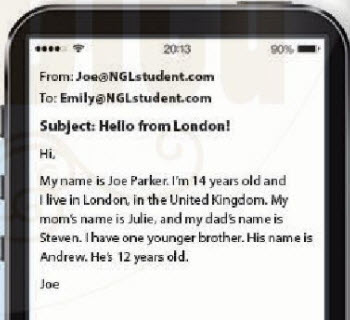 20:13
90%
From: Joe@NGLstudent.com
To: Emily@NGLstudent.com
Subject: Hello from London!
Hi,
My name is Joe Parker. I'm 14 years old and
I live in London, in the United Kingdom. My
mom's name is Julie, and my dad's name is
Steven. I have one younger brother. His name is
Andrew. He's 12 years old.
Joe